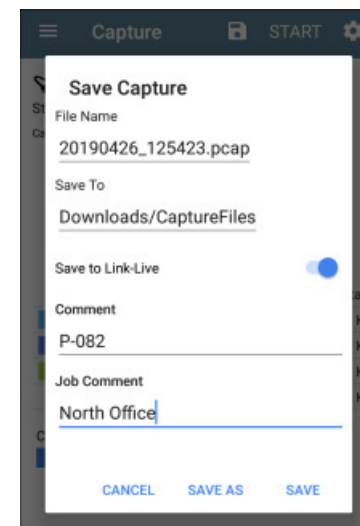 Capture
START
Save Capture
File Name
20190426_125423.pcap
Save To
Downloads/CaptureFiles
Save to Link-Live
Comment
P-082
Job Comment
North Office
CANCEL SAVE AS SAVE